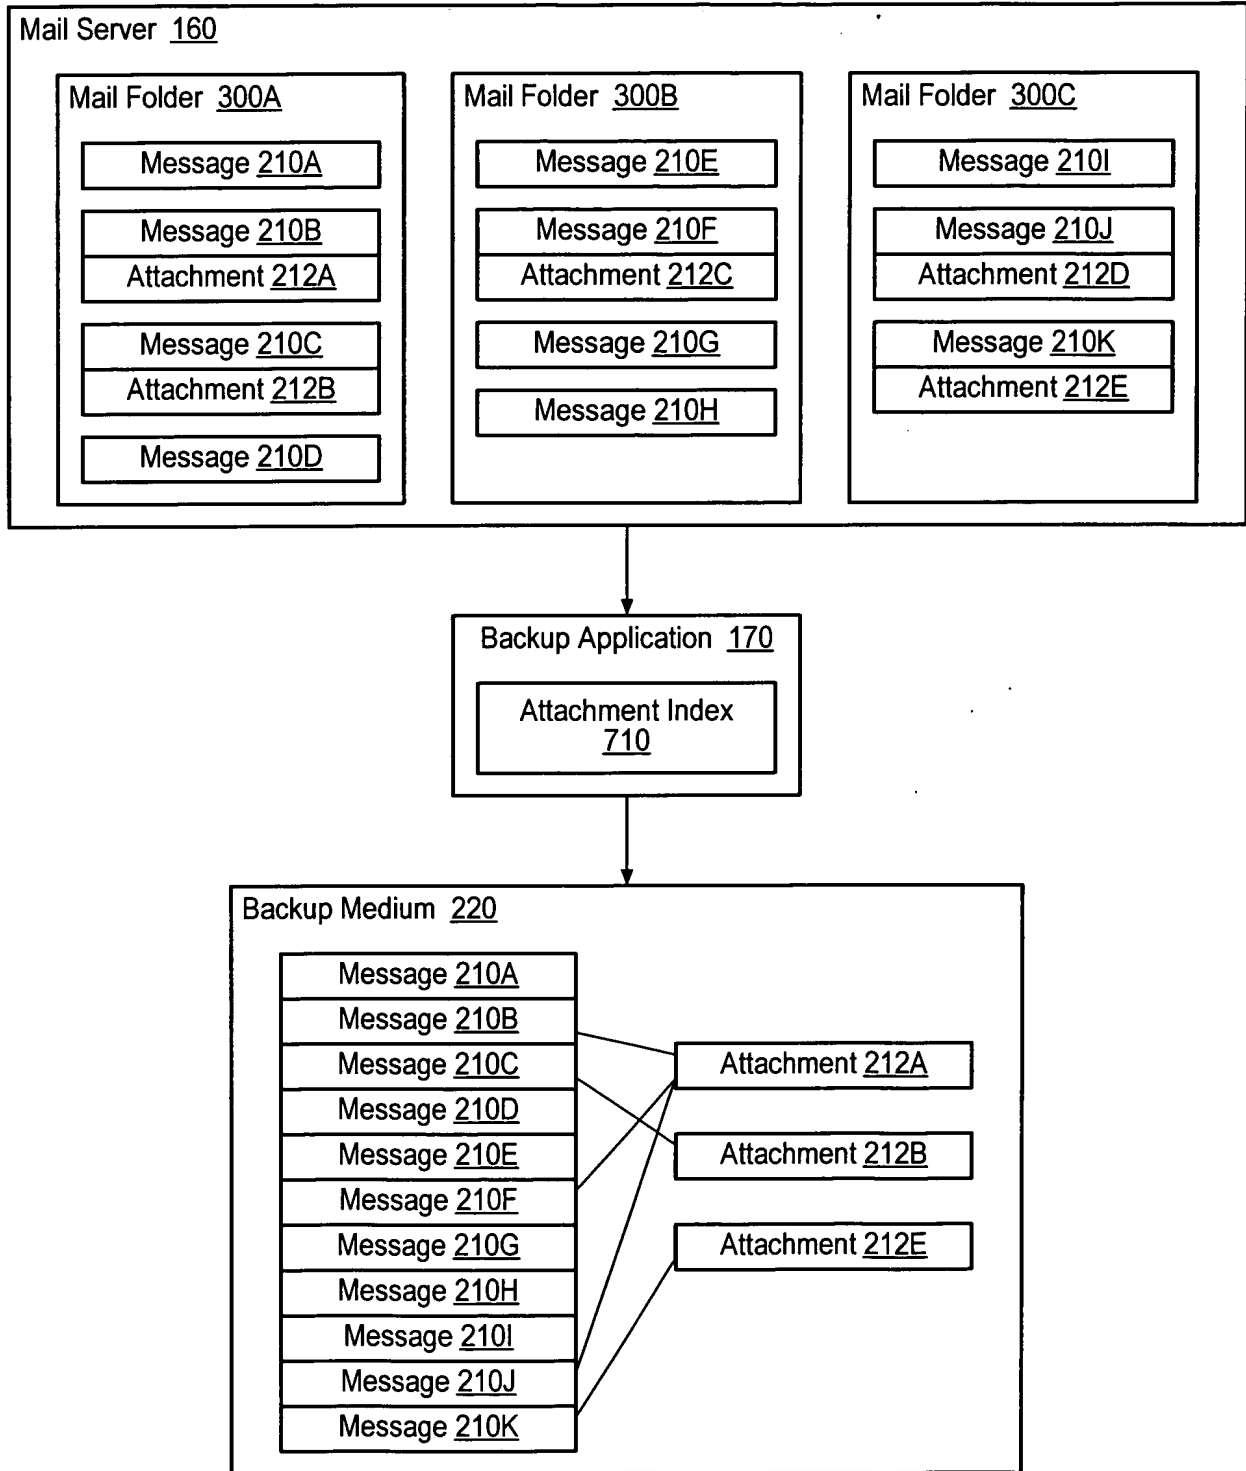 Mail Server 160
Mail Folder 300A
Message 210A
Message 210B
Attachment 212A
Message 210C
Attachment 212B
Message 210D
Mail Folder 300B
Message 210E
Message 210F
Attachment 212C
Message 210G
Message 210H
Mail Folder 300C
Message 210I
Message 210J
Attachment 212D
Message 210K
Attachment 212E
Backup Application 170
Attachment Index
710
Backup Medium 220
Message 210A
Message 210B
Message 210C
Message 210D
Message 210E
Message 210F
Message 210G
Message 210H
Message 210I
Message 210J
Message 210K
Attachment 212A
Attachment 212B
Attachment 212E